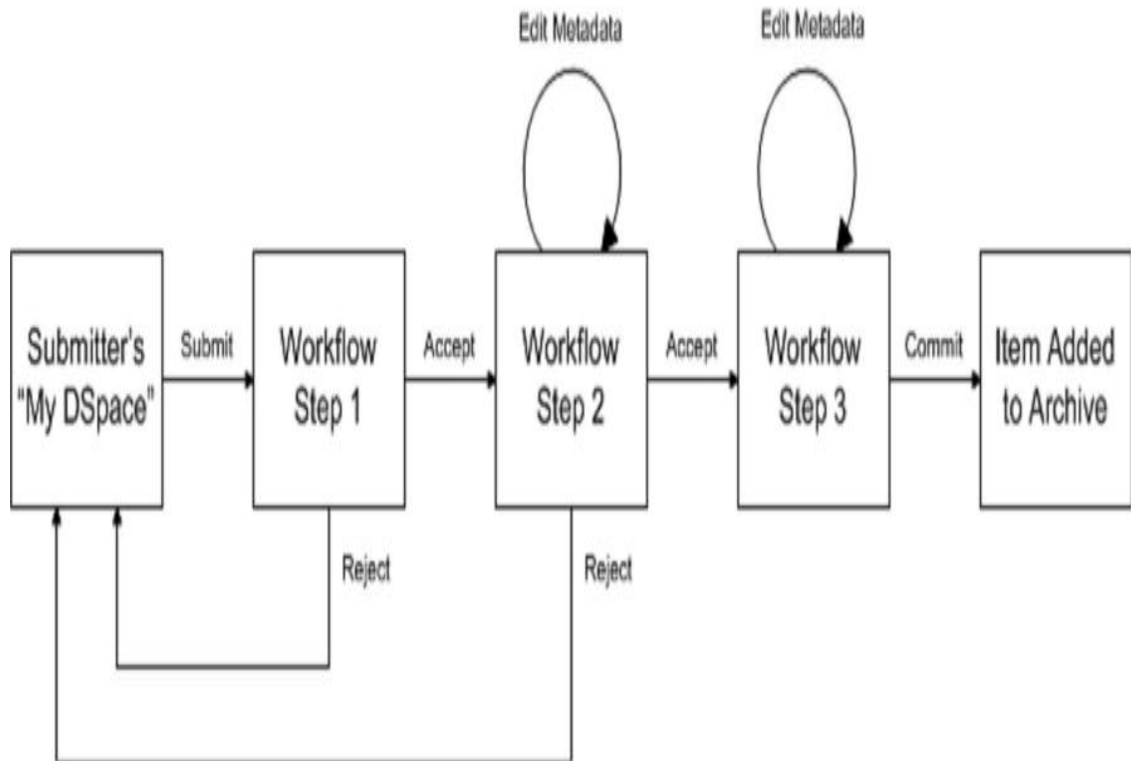 Edit Metadata
Edit Metadata
Submitter's
“My DSpace”
Submit
Workflow
Step 1
Accept
Workflow
Step 2
Accept
Workflow
Step 3
Commit
Item Added
to Archive
Reject
Reject